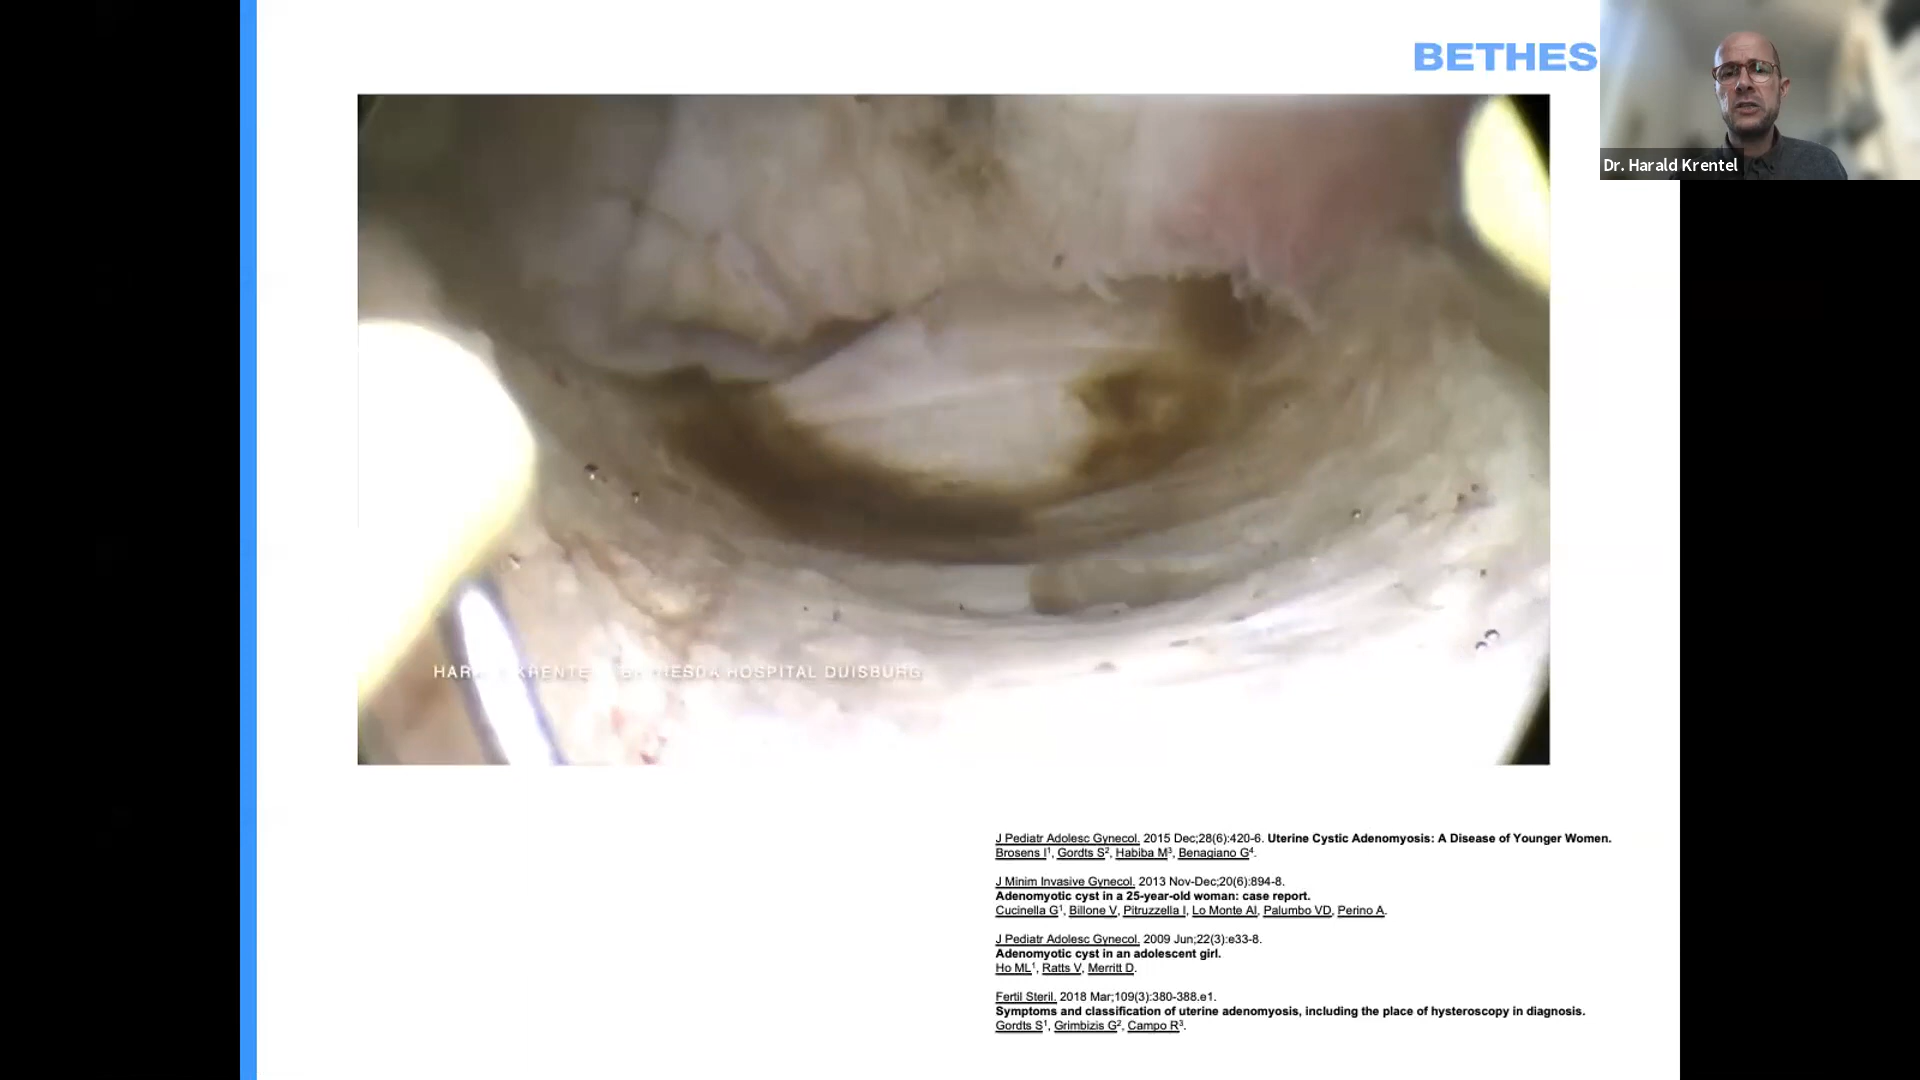 BETHES
Dr. Harald Krentel
HARALD KRENTEL BETHESDA HOSPITAL DUISBURG
J Pediatr Adolesc Gynecol. 2015 Dec;28(6):420-6. Uterine Cystic Adenomyosis: A Disease of Younger Women.
Brosens I1, Gordts S2, Habiba M3, Benagiano G4.
J Minim Invasive Gynecol. 2013 Nov-Dec;20(6):894-8.
Adenomyotic cyst in a 25-year-old woman: case report.
Cucinella G1, Billone V, Pitruzzella I, Lo Monte AI, Palumbo VD, Perino A.
J Pediatr Adolesc Gynecol. 2009 Jun;22(3):e33-8.
Adenomyotic cyst in an adolescent girl.
Ho ML1, Ratts V, Merritt D.
Fertil Steril. 2018 Mar;109(3):380-388.e1.
Symptoms and classification of uterine adenomyosis, including the place of hysteroscopy in diagnosis.
Gordts S1, Grimbizis G2, Campo R3.